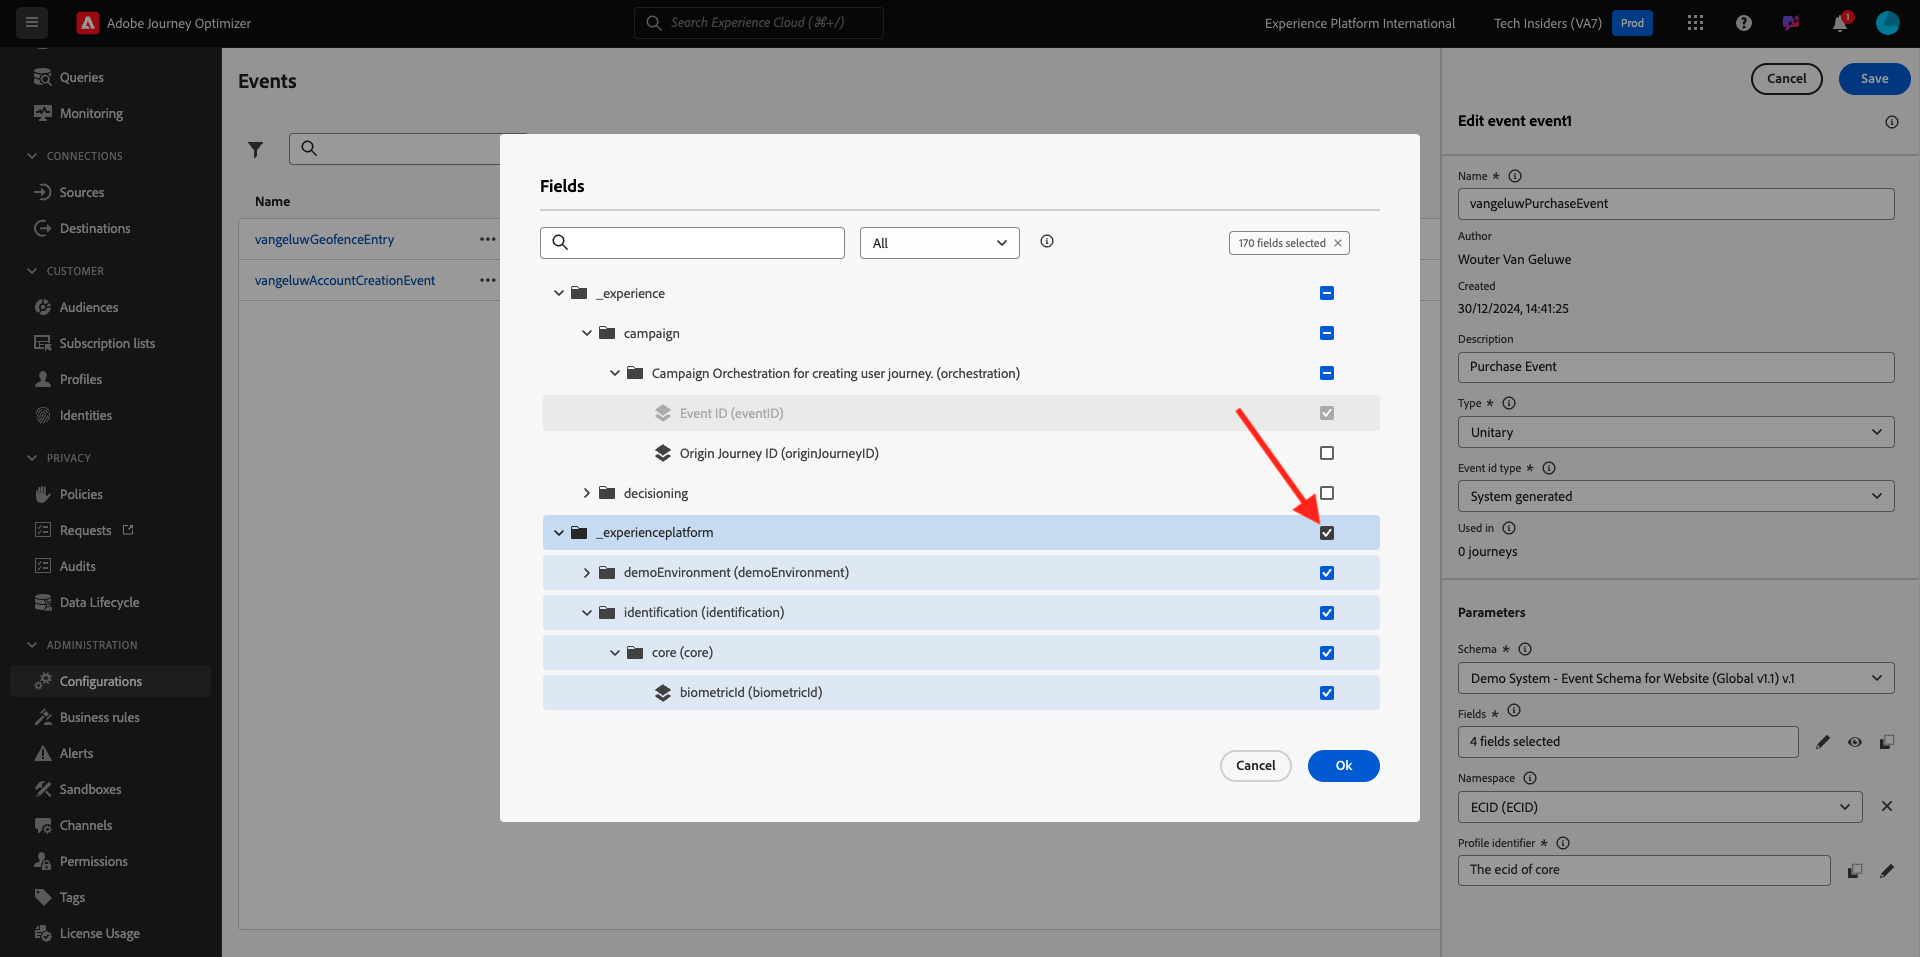 Adobe Journey Optimizer
Search Experience Cloud (⌘+/)
Experience Platform International
Tech Insiders (VA7)
Prod
1
Queries
Monitoring
CONNECTIONS
Sources
Destinations
CUSTOMER
Audiences
Subscription lists
Profiles
Identities
PRIVACY
Policies
Requests
Audits
Data Lifecycle
ADMINISTRATION
Configurations
Business rules
Alerts
Sandboxes
Channels
Permissions
Tags
License Usage
Events
Name
vangeluwGeofenceEntry
vangeluwAccountCreationEvent
Fields
All
170 fields selected
_experience
campaign
Campaign Orchestration for creating user journey. (orchestration)
Event ID (eventID)
Origin Journey ID (originJourneyID)
decisioning
_experienceplatform
demoEnvironment (demoEnvironment)
identification (identification)
core (core)
biometricId (biometricId)
Cancel
Ok
Cancel
Save
Edit event event1
Name *
vangeluwPurchaseEvent
Author
Wouter Van Geluwe
Created
30/12/2024, 14:41:25
Description
Purchase Event
Type *
Unitary
Event id type *
System generated
Used in
0 journeys
Parameters
Schema *
Demo System - Event Schema for Website (Global v1.1) v.1
Fields *
4 fields selected
Namespace
ECID (ECID)
Profile identifier *
The ecid of core